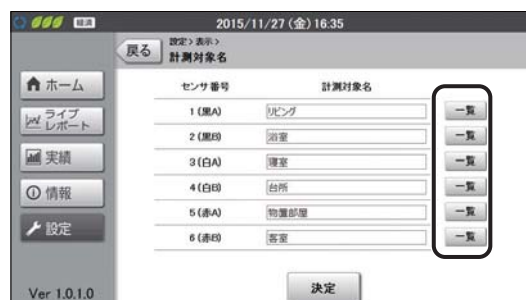 経済 2015/11/27 (金) 16:35
戻る 設定>表示>
計測対象名
ホーム
ライブ
レポート
実績
情報
設定
Ver 1.0.1.0
センサ番号 計測対象名
1 (黒A) リビング 一覧
2 (黒B) 浴室 一覧
3 (白A) 寝室 一覧
4 (白B) 台所 一覧
5 (赤A) 物置部屋 一覧
6 (赤B) 客室 一覧
決定